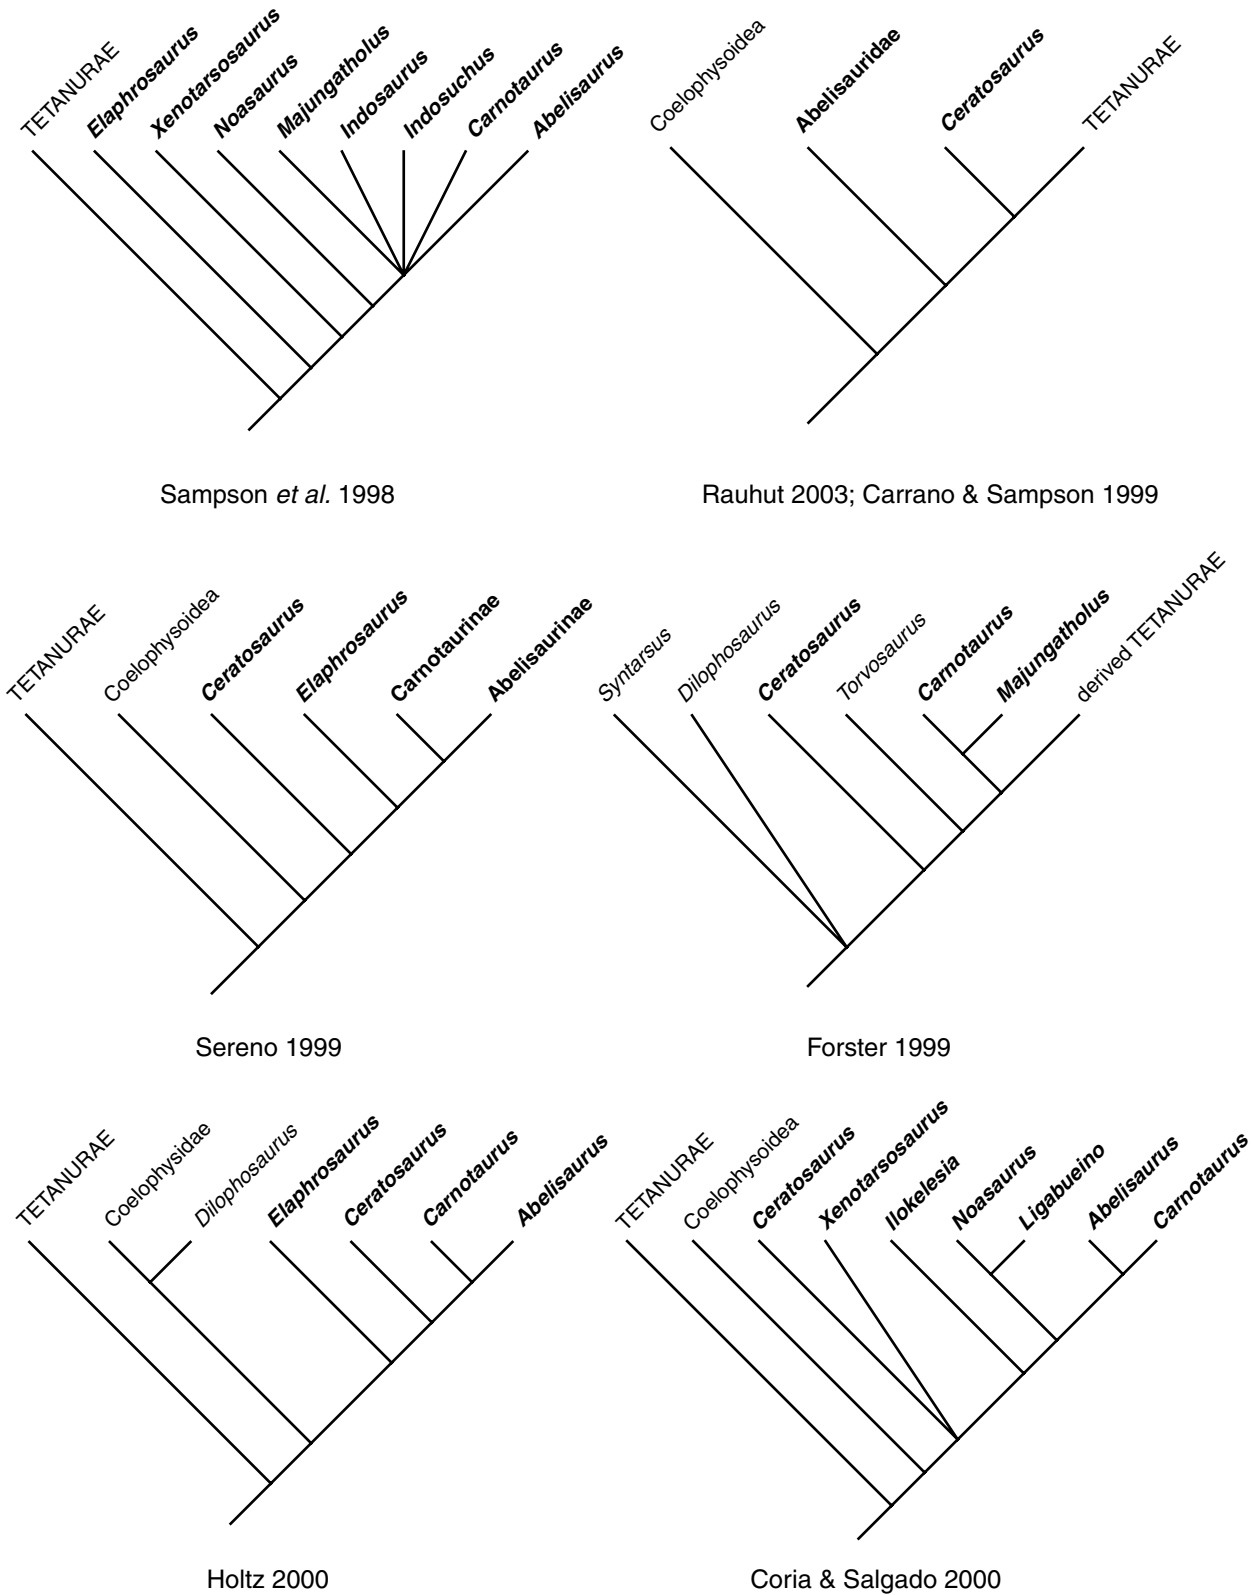 TETANURAE
Elaphrosaurus
Xenotarsosaurus
Noasaurus
Majungatholus
Indosaurus
Indosuchus
Carnotaurus
Abelisaurus
Sampson et al. 1998
Coelophysoidea
Abelisauridae
Ceratosaurus
TETANURAE
Rauhut 2003; Carrano & Sampson 1999
TETANURAE
Coelophysoidea
Ceratosaurus
Elaphrosaurus
Carnotaurinae
Abelisaurinae
Sereno 1999
Syntarsus
Dilophosaurus
Ceratosaurus
Torvosaurus
Carnotaurus
Majungatholus
derived TETANURAE
Forster 1999
TETANURAE
Coelophysidae
Dilophosaurus
Elaphrosaurus
Ceratosaurus
Carnotaurus
Abelisaurus
Holtz 2000
TETANURAE
Coelophysoidea
Ceratosaurus
Xenotarsosaurus
Ilokelesia
Noasaurus
Ligabueino
Abelisaurus
Carnotaurus
Coria & Salgado 2000